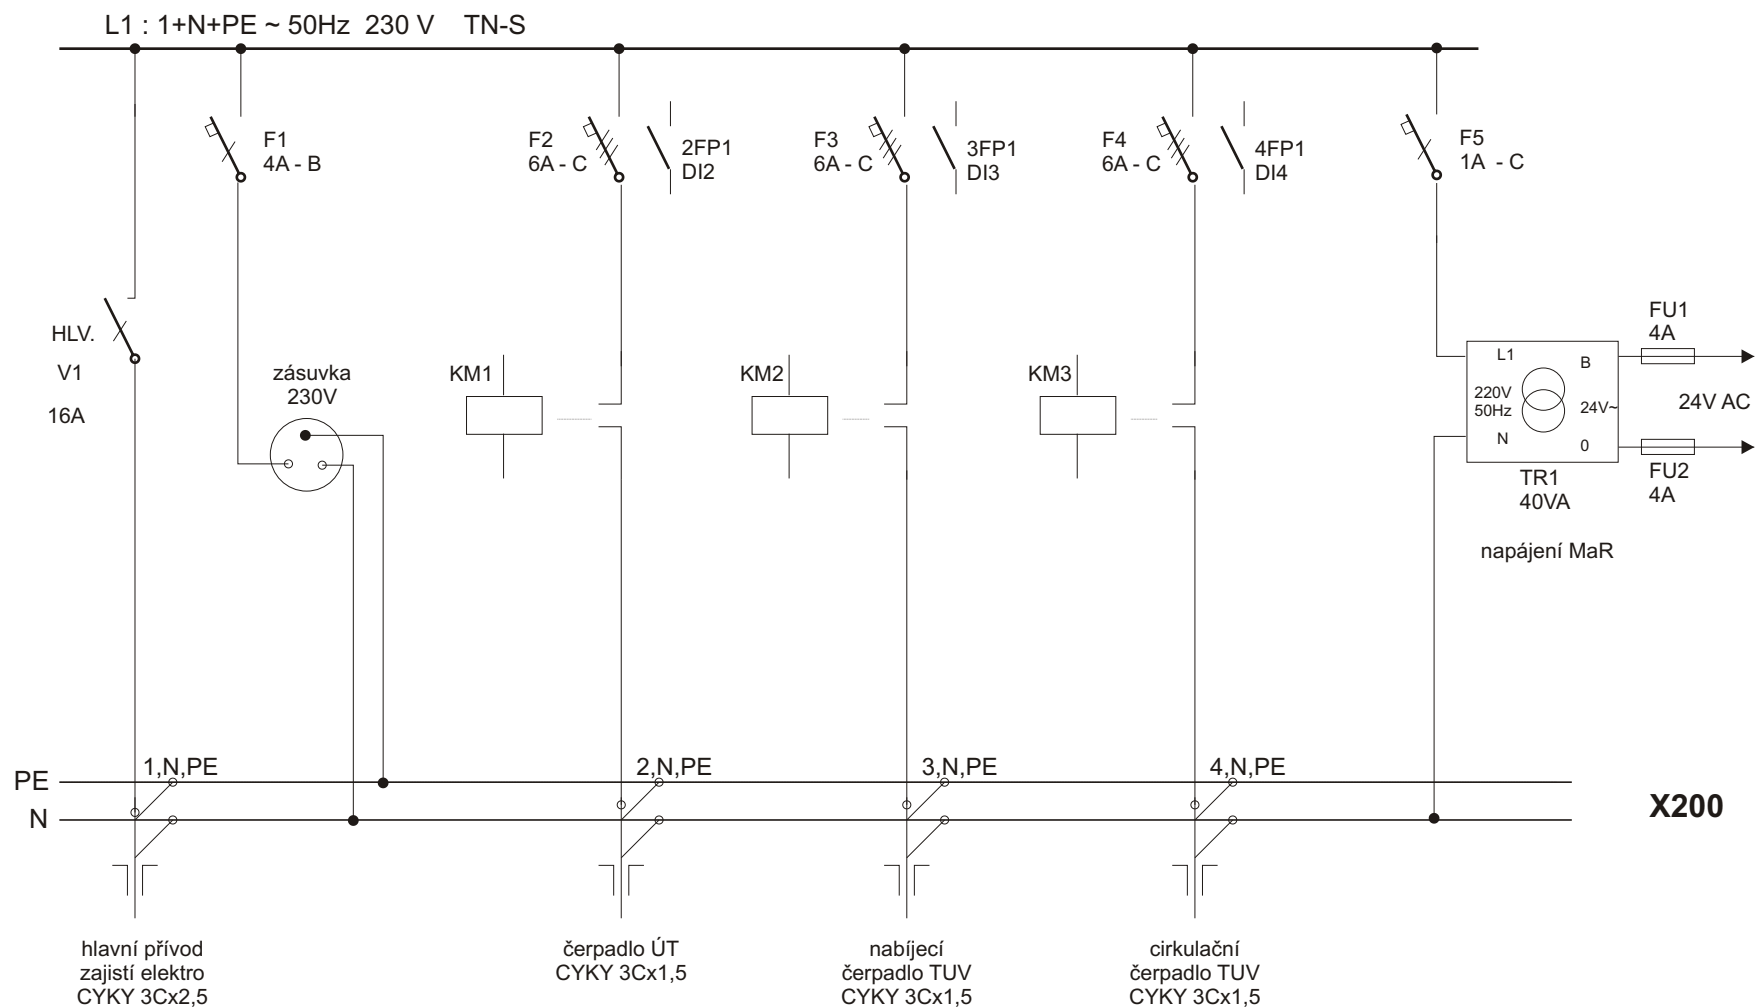 L1 : 1+N+PE ~ 50Hz 230 V TN-S
F1
4A - B
F2
6A - C
2FP1
DI2
F3
6A - C
3FP1
DI3
F4
6A - C
4FP1
DI4
F5
1A - C
HLV.
V1
16A
zásuvka
230V
KM1
KM2
KM3
L1
220V
50Hz
N
B
24V~
0
TR1
40VA
FU1
4A
24V AC
FU2
4A
napájení MaR
PE
N
1,N,PE
2,N,PE
3,N,PE
4,N,PE
X200
hlavní přívod
zajistí elektro
CYKY 3Cx2,5
čerpadlo ÚT
CYKY 3Cx1,5
nabíjecí
čerpadlo TUV
CYKY 3Cx1,5
cirkulační
čerpadlo TUV
CYKY 3Cx1,5